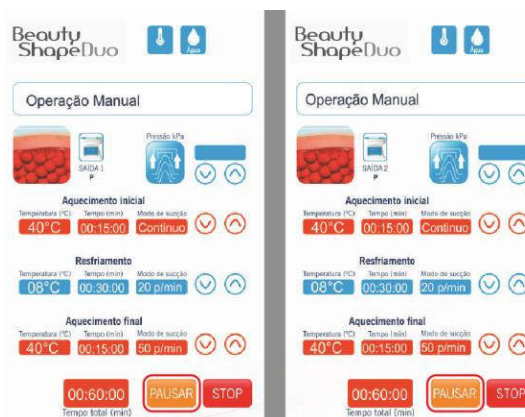 Beauty
ShapeDuo
Água
Operação Manual
SAÍDA 1
P
Pressão kPa
Aquecimento inicial
Temperatura (°C) Tempo (min) Modo de sucção
40°C 00:15:00 Continuo
Resfriamento
Temperatura (°C) Tempo (min) Modo de sucção
08°C 00:30:00 20 p/min
Aquecimento final
Temperatura (°C) Tempo (min) Modo de sucção
40°C 00:15:00 50 p/min
00:60:00 PAUSAR STOP
Tempo total (min)
Beauty
ShapeDuo
Água
Operação Manual
SAÍDA 2
P
Pressão kPa
Aquecimento inicial
Temperatura (°C) Tempo (min) Modo de sucção
40°C 00:15:00 Continuo
Resfriamento
Temperatura (°C) Tempo (min) Modo de sucção
08°C 00:30:00 20 p/min
Aquecimento final
Temperatura (°C) Tempo (min) Modo de sucção
40°C 00:15:00 50 p/min
00:60:00 PAUSAR STOP
Tempo total (min)